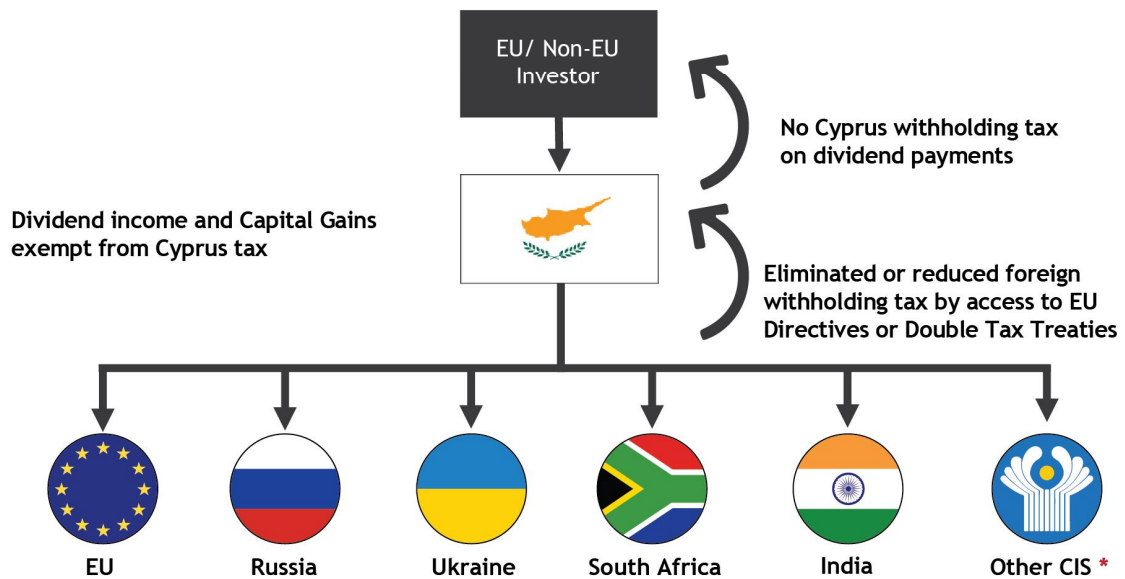 EU/ Non-EU
Investor
No Cyprus withholding tax
on dividend payments
Dividend income and Capital Gains
exempt from Cyprus tax
Eliminated or reduced foreign
withholding tax by access to EU
Directives or Double Tax Treaties
EU
Russia
Ukraine
South Africa
India
Other CIS *